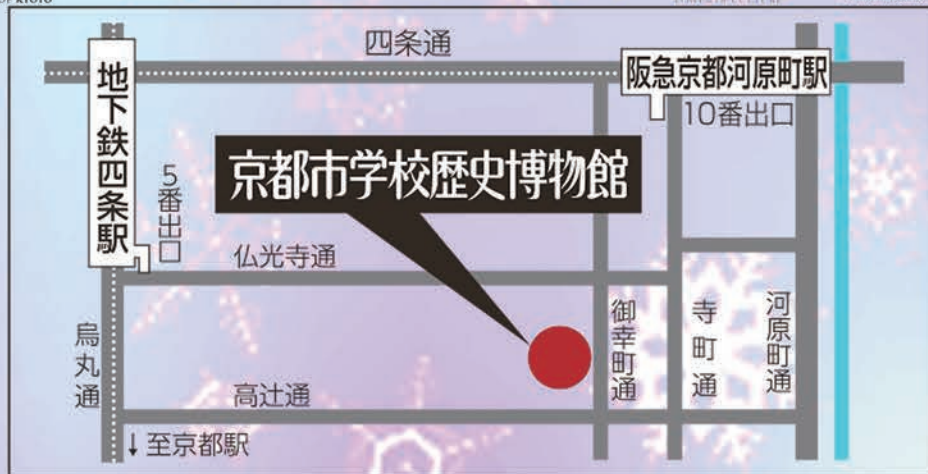 四条通
地下鉄四条駅
阪急京都河原町駅
10番出口
5番出口
京都市学校歴史博物館
仏光寺通
御幸町通
寺町通
河原町通
烏丸通
高辻通
↓至京都駅